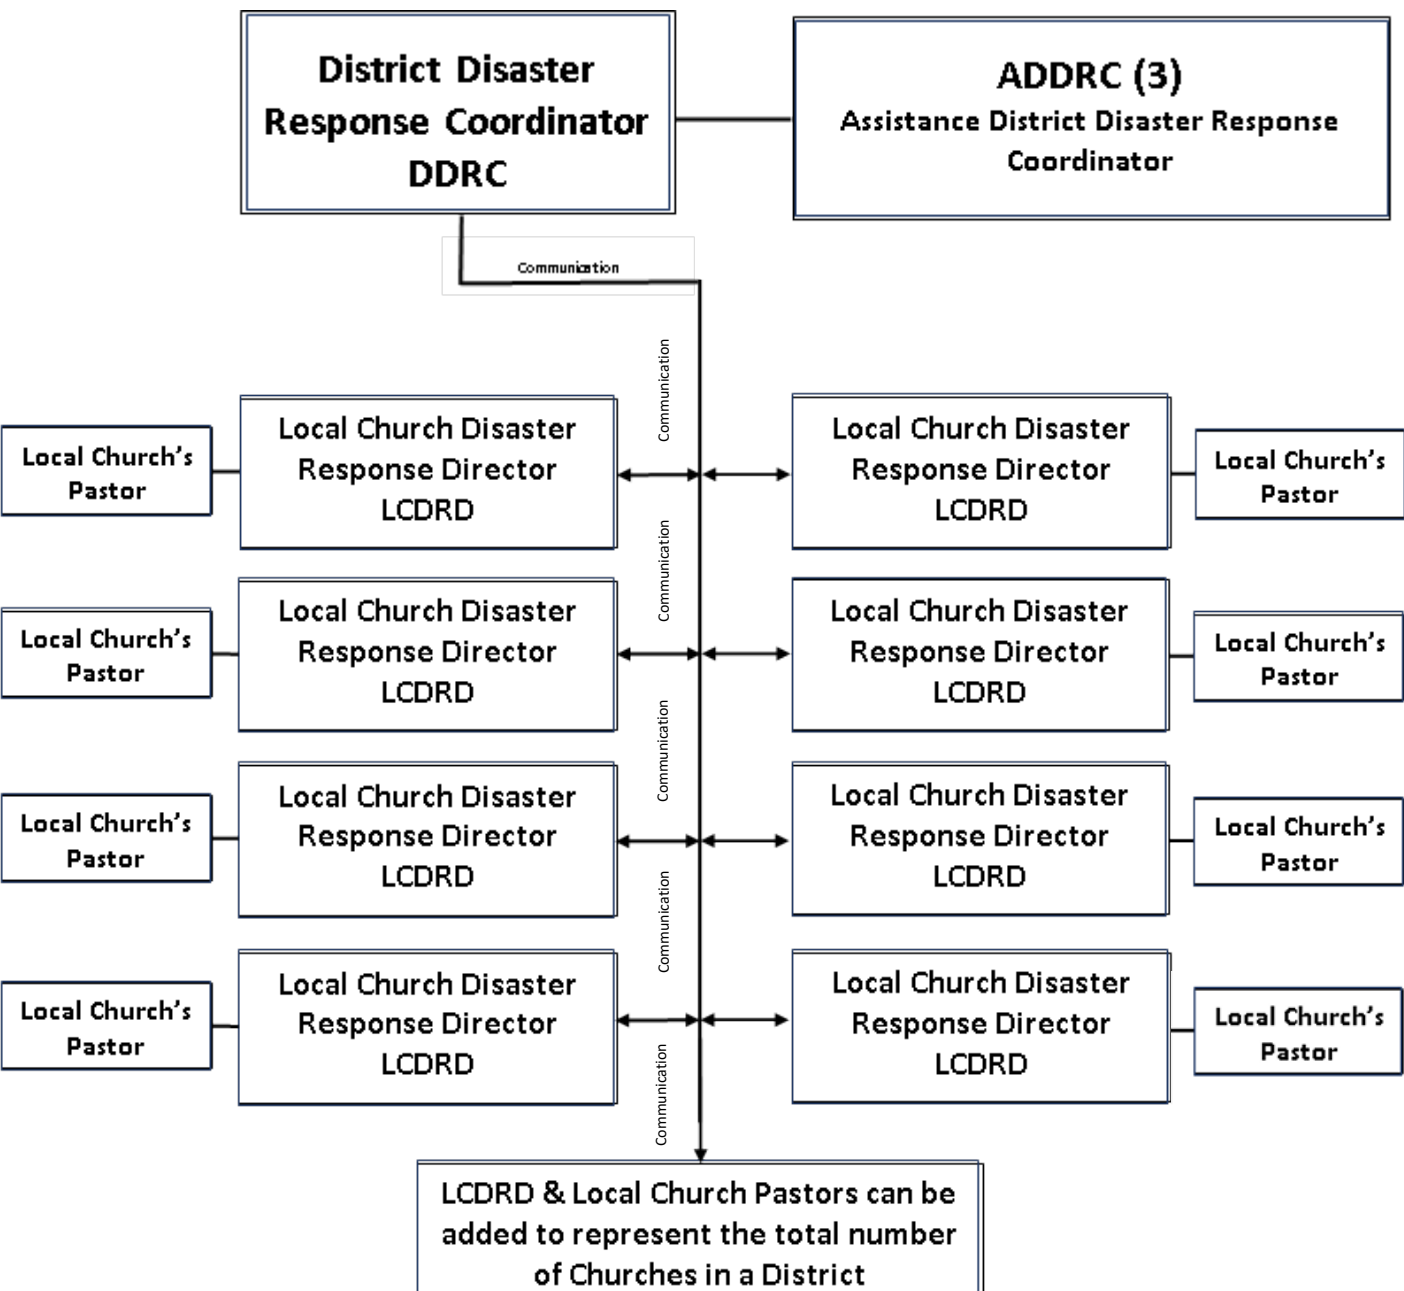 District Disaster
Response Coordinator
DDRC
ADDRC (3)
Assistance District Disaster Response
Coordinator
Communication
Communication
Local Church's
Pastor
Local Church Disaster
Response Director
LCDRD
Local Church Disaster
Response Director
LCDRD
Local Church's
Pastor
Communication
Local Church's
Pastor
Local Church Disaster
Response Director
LCDRD
Local Church Disaster
Response Director
LCDRD
Local Church's
Pastor
Communication
Local Church's
Pastor
Local Church Disaster
Response Director
LCDRD
Local Church Disaster
Response Director
LCDRD
Local Church's
Pastor
Communication
Local Church's
Pastor
Local Church Disaster
Response Director
LCDRD
Local Church Disaster
Response Director
LCDRD
Local Church's
Pastor
Communication
LCDRD & Local Church Pastors can be
added to represent the total number
of Churches in a District